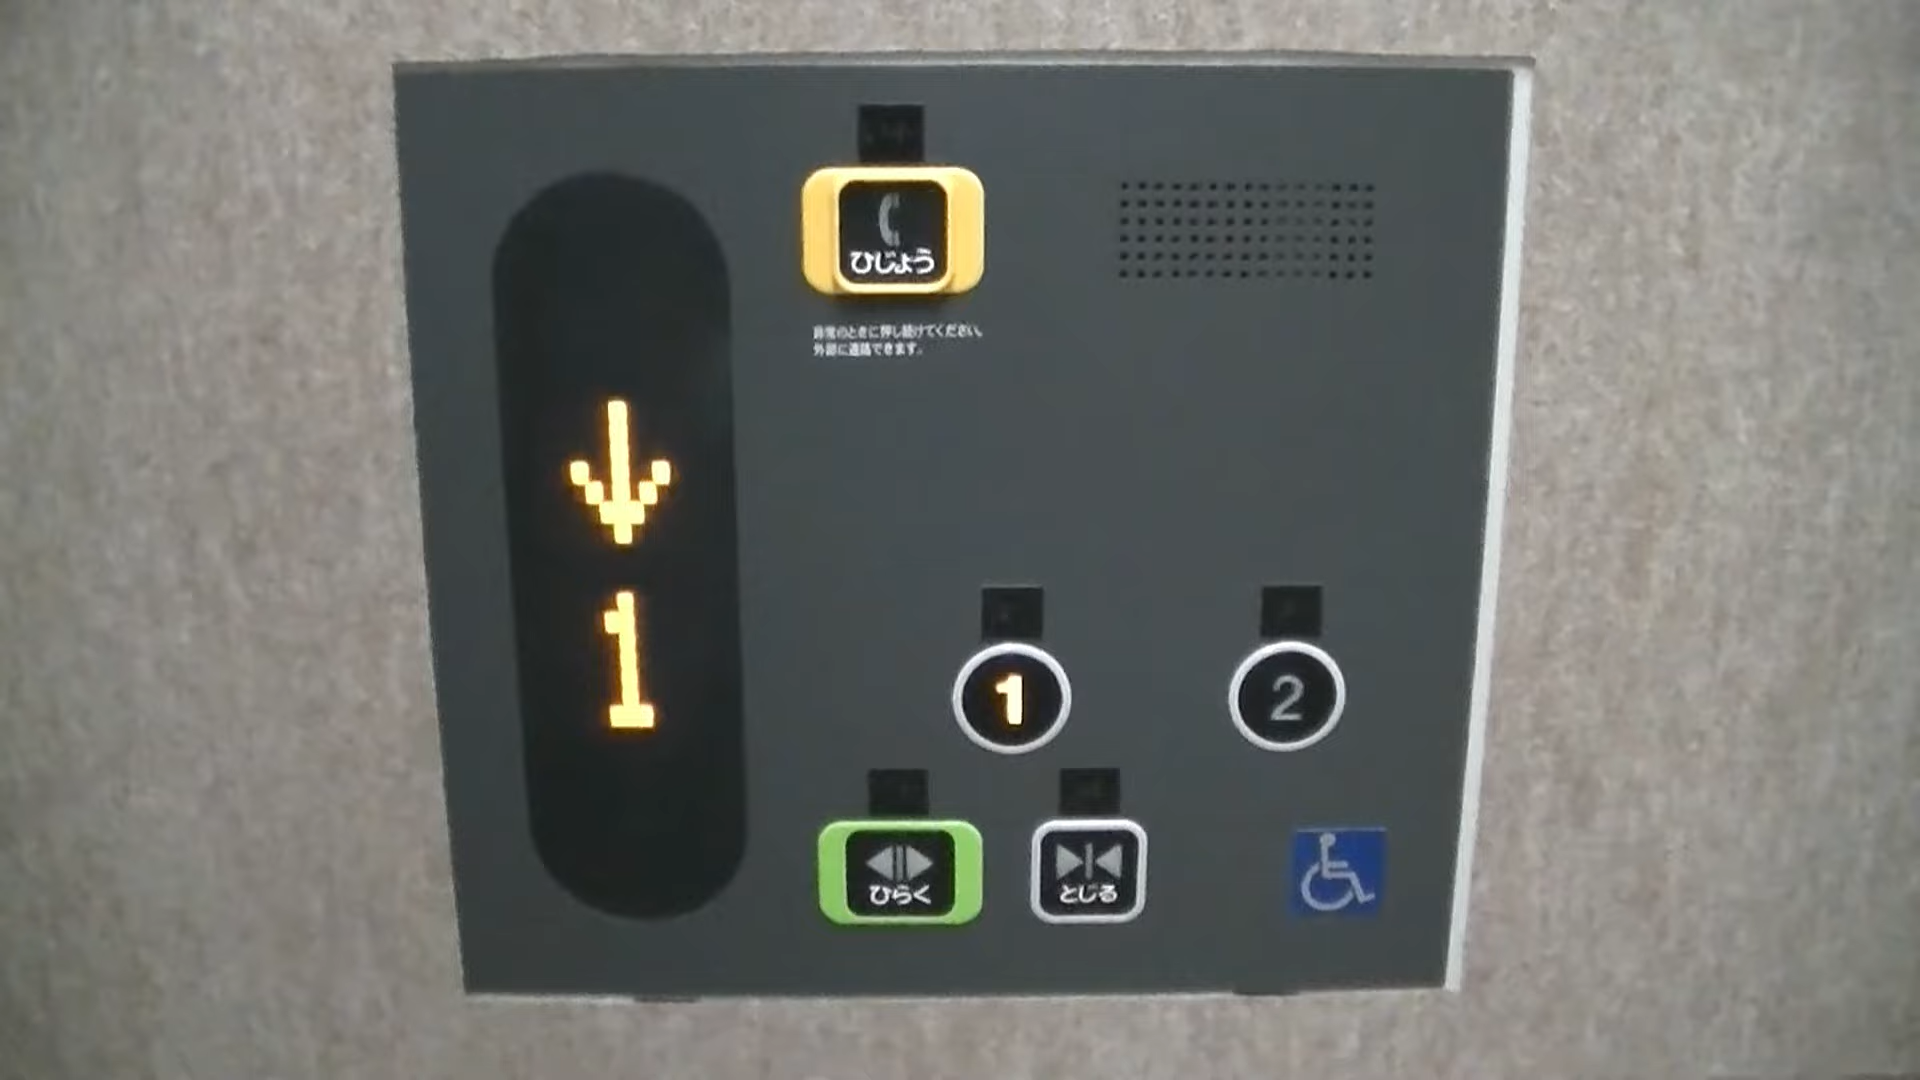 ひじょう
非常のときに押し続けてください。
外部に連絡できます。
1
1
2
ひらく
とじる